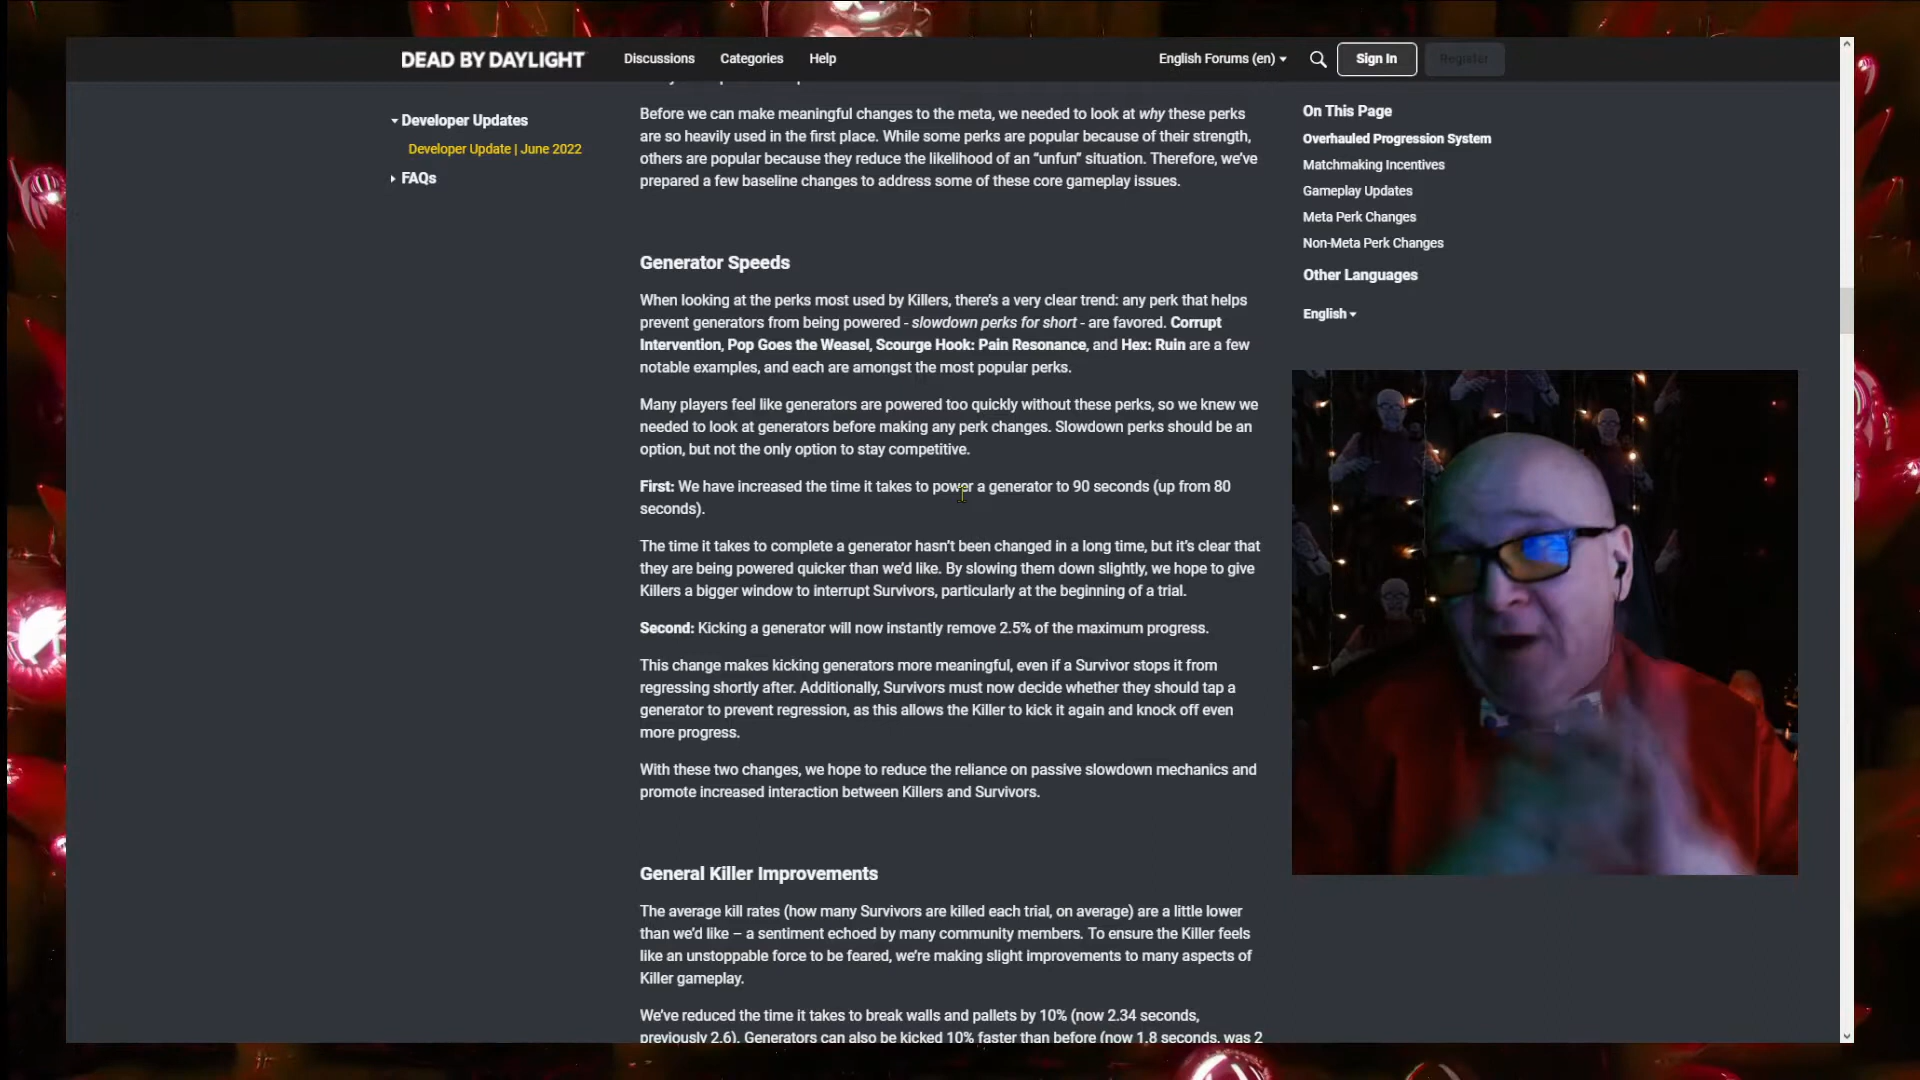 DEAD BY DAYLIGHT
Discussions
Categories
Help
English Forums (en)
Sign In
Register
Developer Updates
Developer Update | June 2022
FAQs
Before we can make meaningful changes to the meta, we needed to look at why these perks
are so heavily used in the first place. While some perks are popular because of their strength,
others are popular because they reduce the likelihood of an “unfun” situation. Therefore, we’ve
prepared a few baseline changes to address some of these core gameplay issues.
Generator Speeds
When looking at the perks most used by Killers, there’s a very clear trend: any perk that helps
prevent generators from being powered - slowdown perks for short - are favored. Corrupt
Intervention, Pop Goes the Weasel, Scourge Hook: Pain Resonance, and Hex: Ruin are a few
notable examples, and each are amongst the most popular perks.
Many players feel like generators are powered too quickly without these perks, so we knew we
needed to look at generators before making any perk changes. Slowdown perks should be an
option, but not the only option to stay competitive.
First: We have increased the time it takes to power a generator to 90 seconds (up from 80
seconds).
The time it takes to complete a generator hasn’t been changed in a long time, but it’s clear that
they are being powered quicker than we’d like. By slowing them down slightly, we hope to give
Killers a bigger window to interrupt Survivors, particularly at the beginning of a trial.
Second: Kicking a generator will now instantly remove 2.5% of the maximum progress.
This change makes kicking generators more meaningful, even if a Survivor stops it from
regressing shortly after. Additionally, Survivors must now decide whether they should tap a
generator to prevent regression, as this allows the Killer to kick it again and knock off even
more progress.
With these two changes, we hope to reduce the reliance on passive slowdown mechanics and
promote increased interaction between Killers and Survivors.
General Killer Improvements
The average kill rates (how many Survivors are killed each trial, on average) are a little lower
than we’d like – a sentiment echoed by many community members. To ensure the Killer feels
like an unstoppable force to be feared, we’re making slight improvements to many aspects of
Killer gameplay.
We’ve reduced the time it takes to break walls and pallets by 10% (now 2.34 seconds,
previously 2.6). Generators can also be kicked 10% faster than before (now 1.8 seconds, was 2
On This Page
Overhauled Progression System
Matchmaking Incentives
Gameplay Updates
Meta Perk Changes
Non-Meta Perk Changes
Other Languages
English